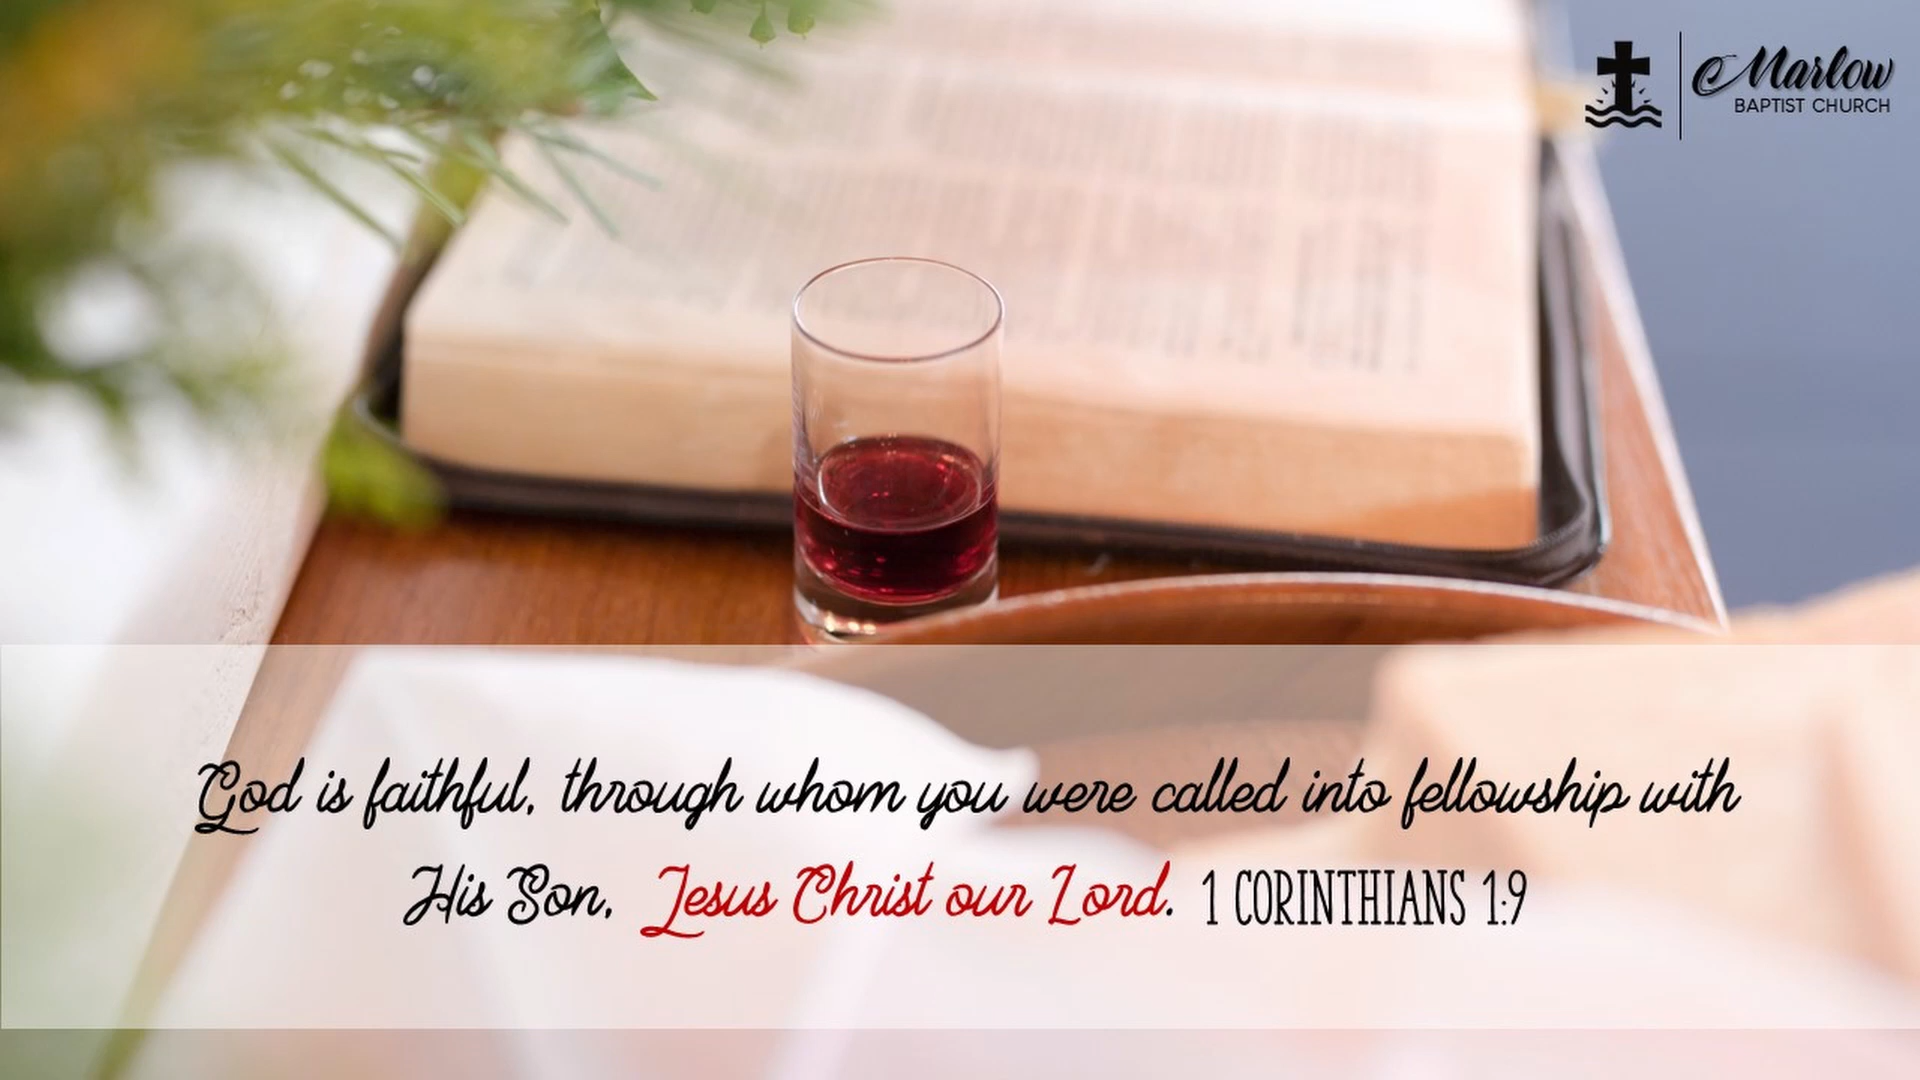 Marlow
BAPTIST CHURCH
God is faithful, through whom you were called into fellowship with
His Son, Jesus Christ our Lord. 1 CORINTHIANS 1:9